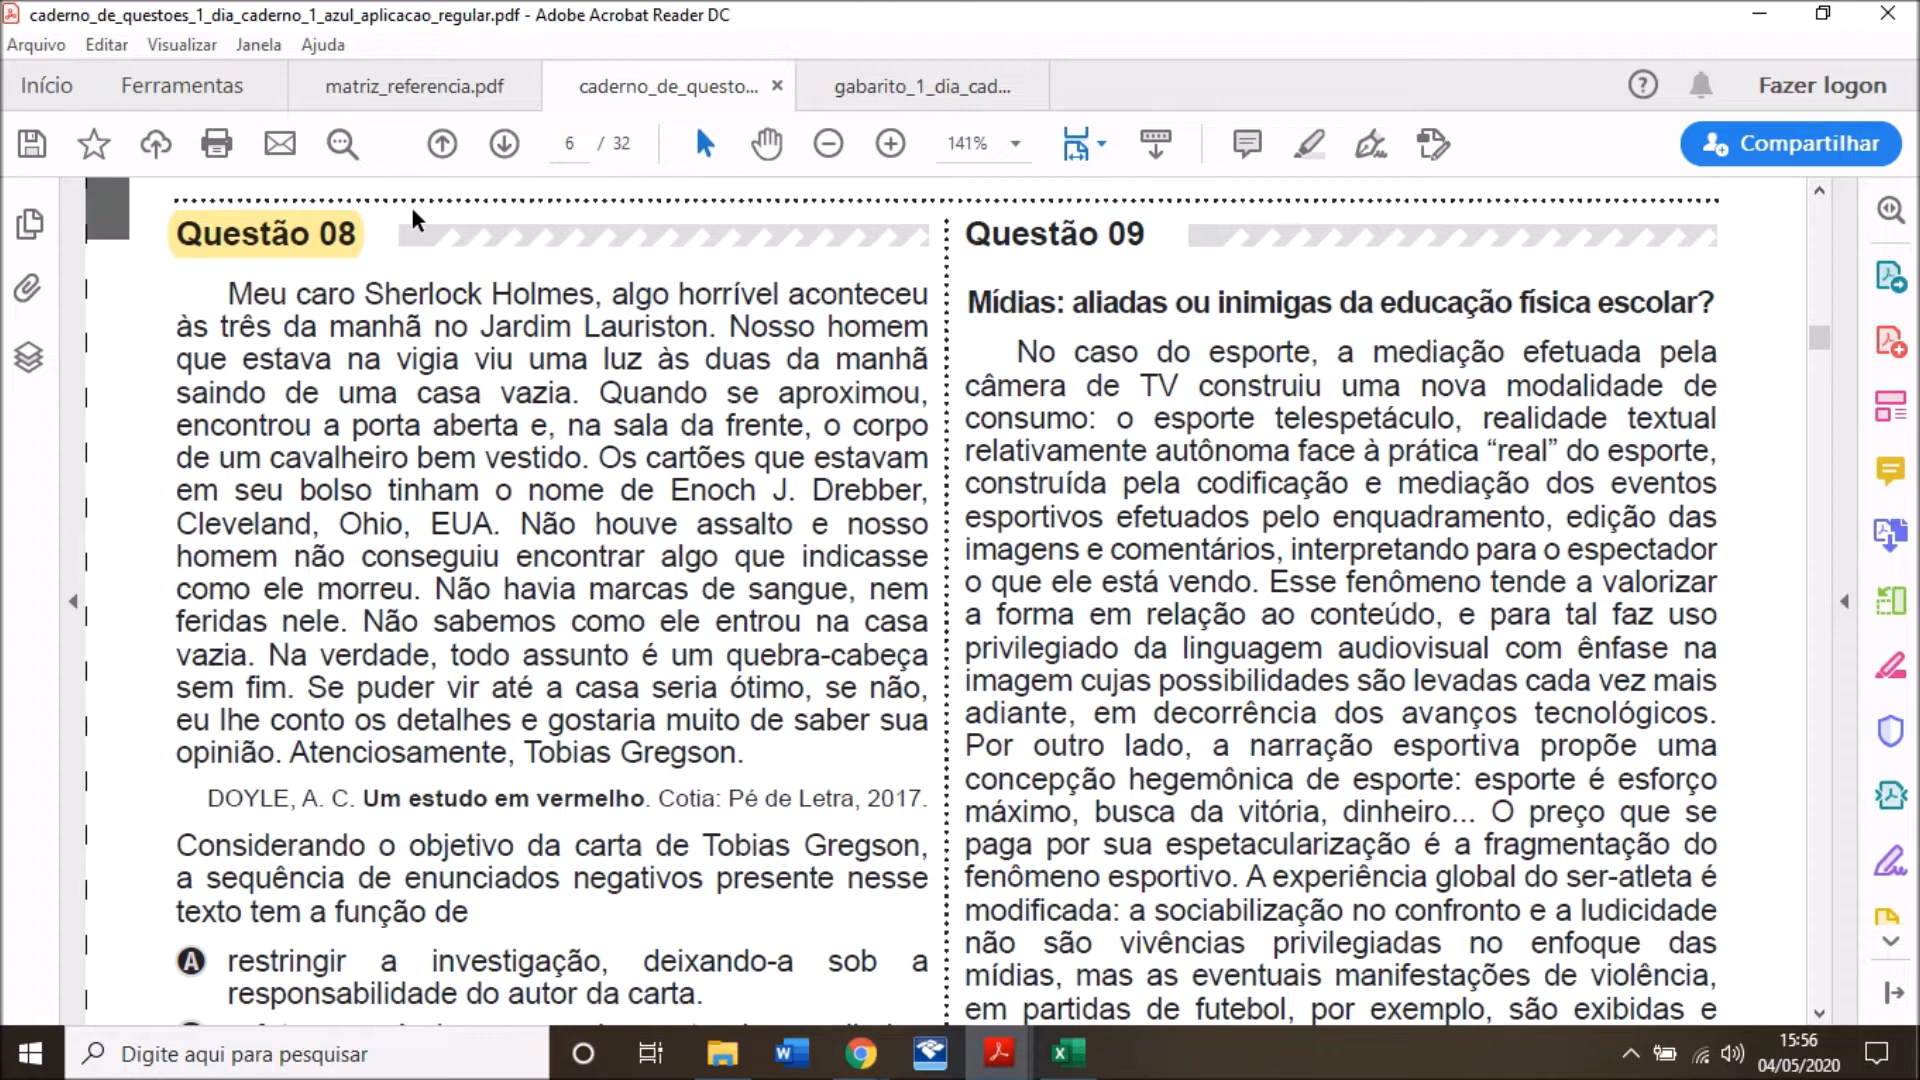 caderno_de_questoes_1_dia_caderno_1_azul_aplicacao_regular.pdf - Adobe Acrobat Reader DC
Arquivo Editar Visualizar Janela Ajuda
Início Ferramentas matriz_referencia.pdf caderno_de_questo... × gabarito_1_dia_cad... Fazer logon
6 / 32 141% Compartilhar
Questão 08
Meu caro Sherlock Holmes, algo horrível aconteceu
às três da manhã no Jardim Lauriston. Nosso homem
que estava na vigia viu uma luz às duas da manhã
saindo de uma casa vazia. Quando se aproximou,
encontrou a porta aberta e, na sala da frente, o corpo
de um cavalheiro bem vestido. Os cartões que estavam
em seu bolso tinham o nome de Enoch J. Drebber,
Cleveland, Ohio, EUA. Não houve assalto e nosso
homem não conseguiu encontrar algo que indicasse
como ele morreu. Não havia marcas de sangue, nem
feridas nele. Não sabemos como ele entrou na casa
vazia. Na verdade, todo assunto é um quebra-cabeça
sem fim. Se puder vir até a casa seria ótimo, se não,
eu lhe conto os detalhes e gostaria muito de saber sua
opinião. Atenciosamente, Tobias Gregson.
DOYLE, A. C. Um estudo em vermelho. Cotia: Pé de Letra, 2017.
Considerando o objetivo da carta de Tobias Gregson,
a sequência de enunciados negativos presente nesse
texto tem a função de
A restringir a investigação, deixando-a sob a
responsabilidade do autor da carta.
Questão 09
Mídias: aliadas ou inimigas da educação física escolar?
No caso do esporte, a mediação efetuada pela
câmera de TV construiu uma nova modalidade de
consumo: o esporte telespetáculo, realidade textual
relativamente autônoma face à prática “real” do esporte,
construída pela codificação e mediação dos eventos
esportivos efetuados pelo enquadramento, edição das
imagens e comentários, interpretando para o espectador
o que ele está vendo. Esse fenômeno tende a valorizar
a forma em relação ao conteúdo, e para tal faz uso
privilegiado da linguagem audiovisual com ênfase na
imagem cujas possibilidades são levadas cada vez mais
adiante, em decorrência dos avanços tecnológicos.
Por outro lado, a narração esportiva propõe uma
concepção hegemônica de esporte: esporte é esforço
máximo, busca da vitória, dinheiro... O preço que se
paga por sua espetacularização é a fragmentação do
fenômeno esportivo. A experiência global do ser-atleta é
modificada: a sociabilização no confronto e a ludicidade
não são vivências privilegiadas no enfoque das
mídias, mas as eventuais manifestações de violência,
em partidas de futebol, por exemplo, são exibidas e
Digite aqui para pesquisar
15:56
04/05/2020